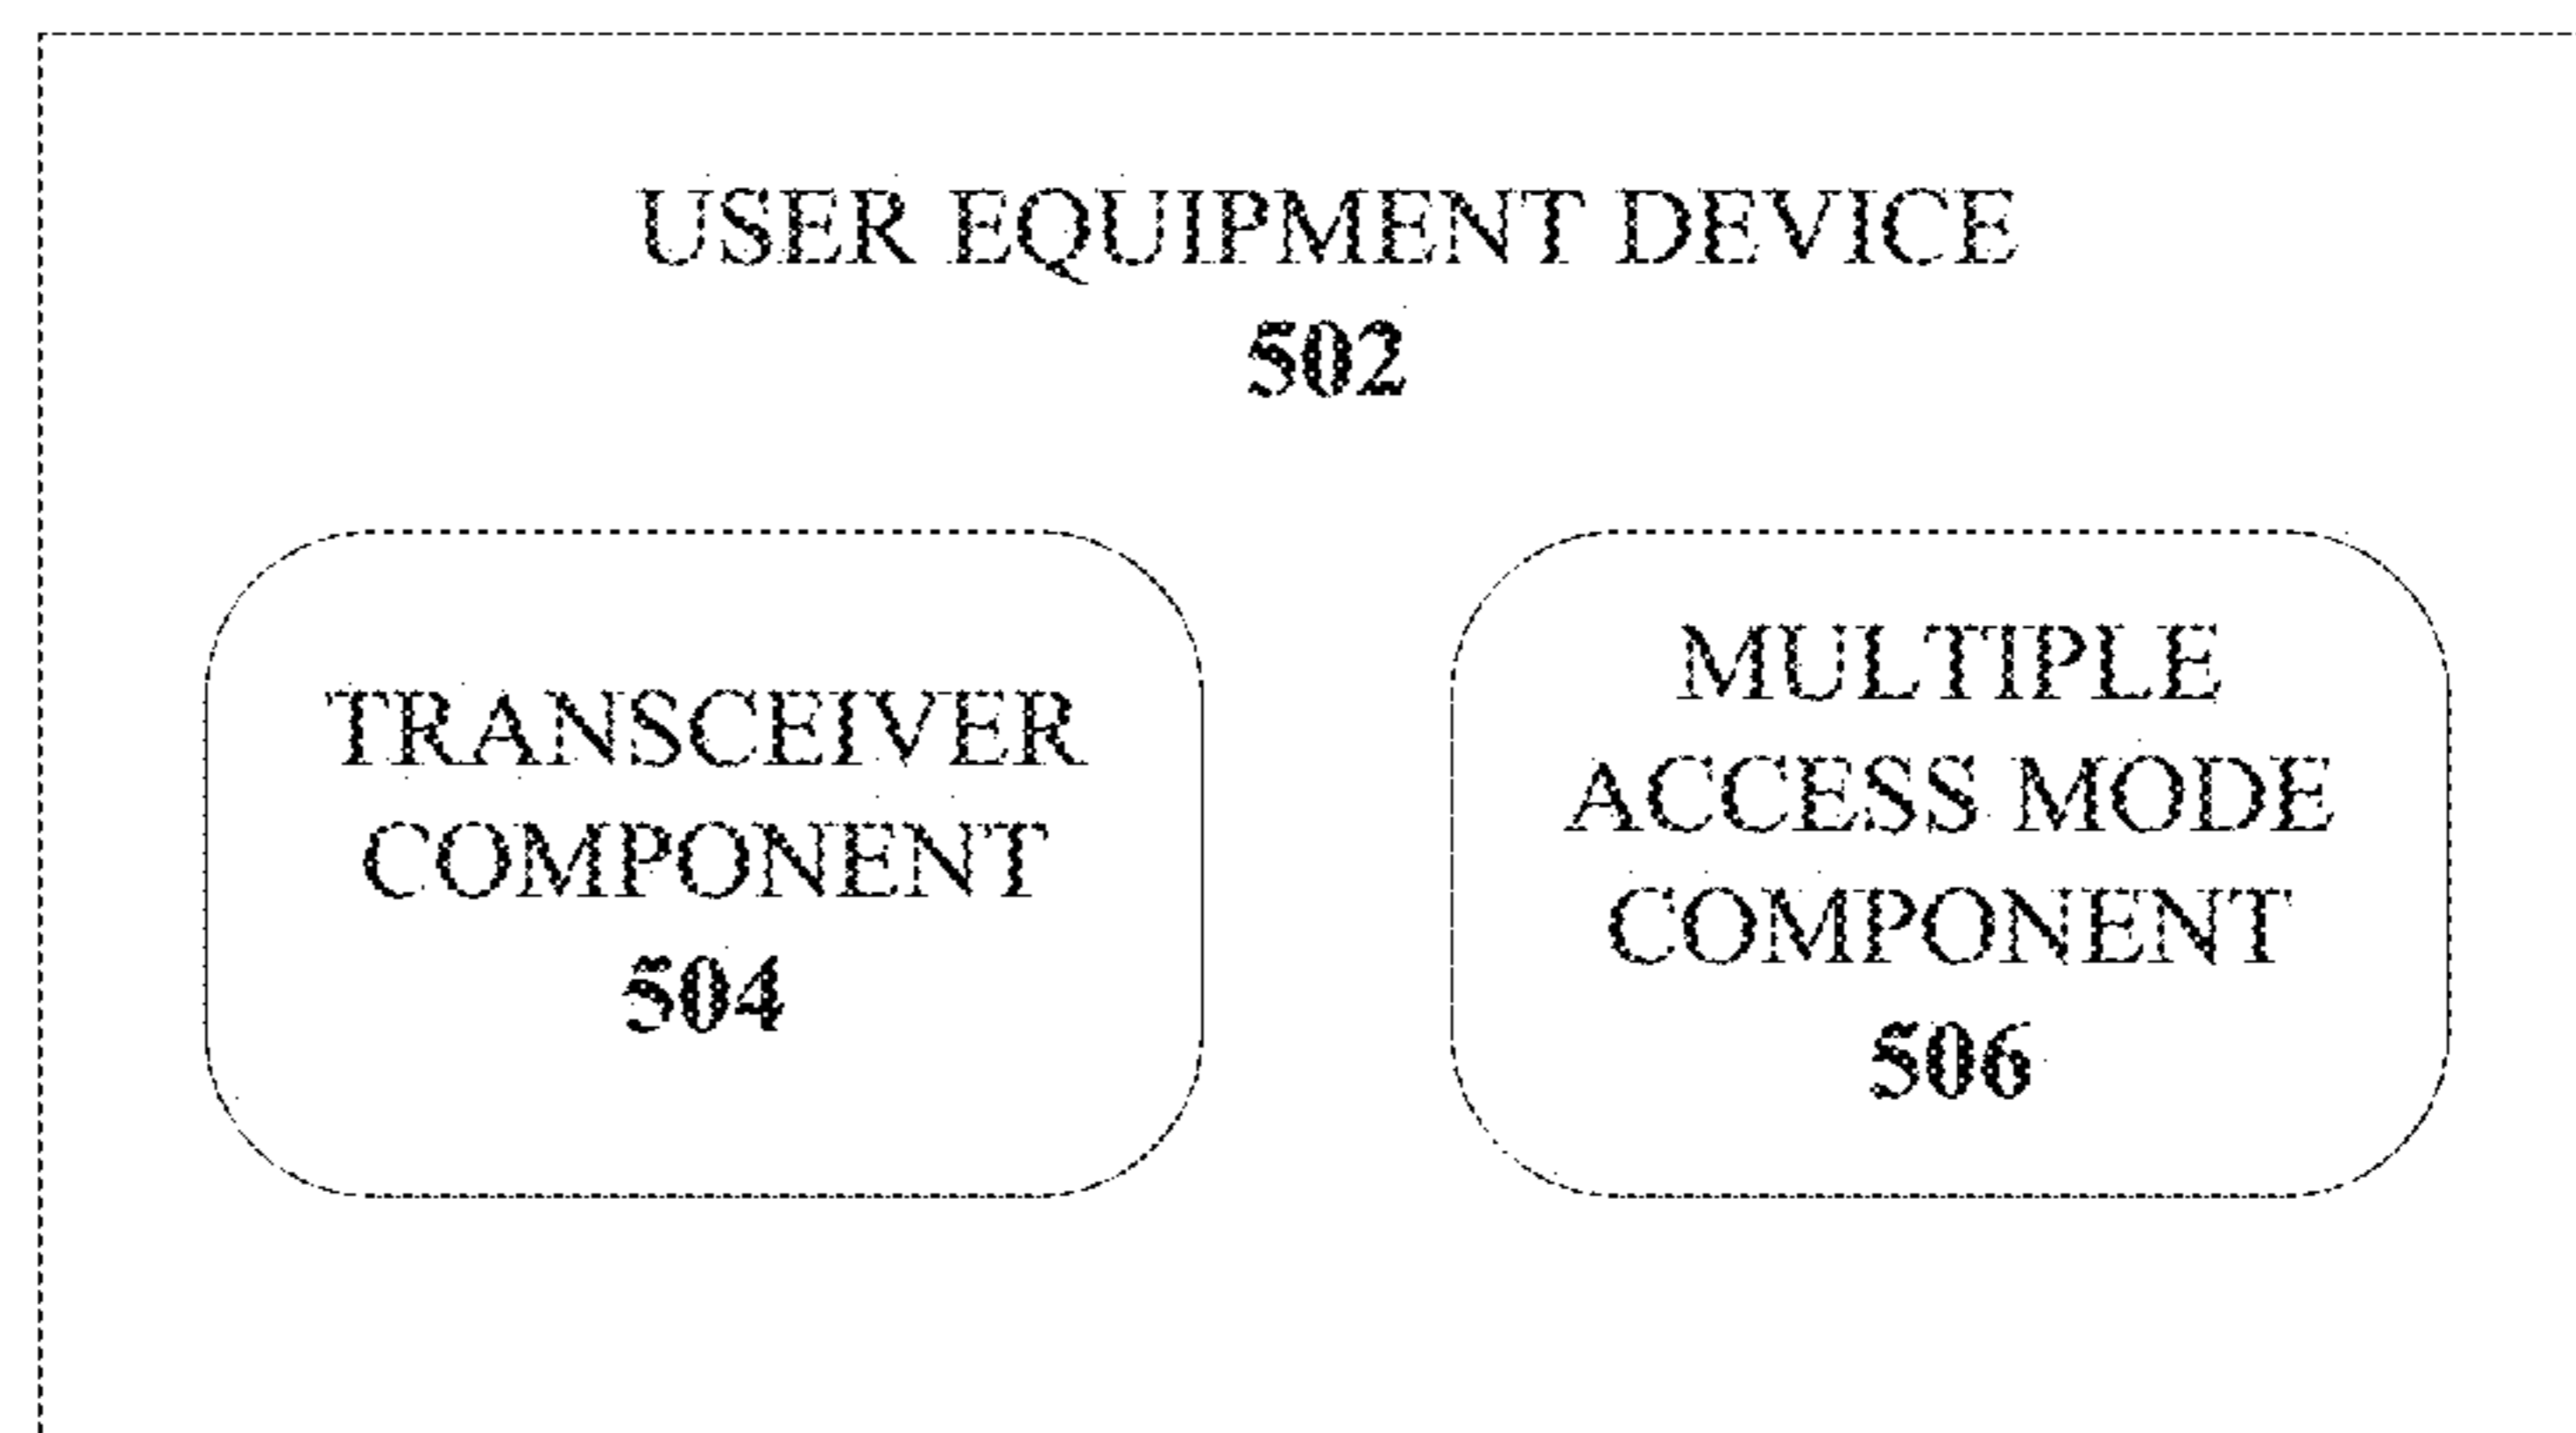 USER EQUIPMENT DEVICE
502
TRANSCEIVER
COMPONENT
504
MULTIPLE
ACCESS MODE
COMPONENT
506